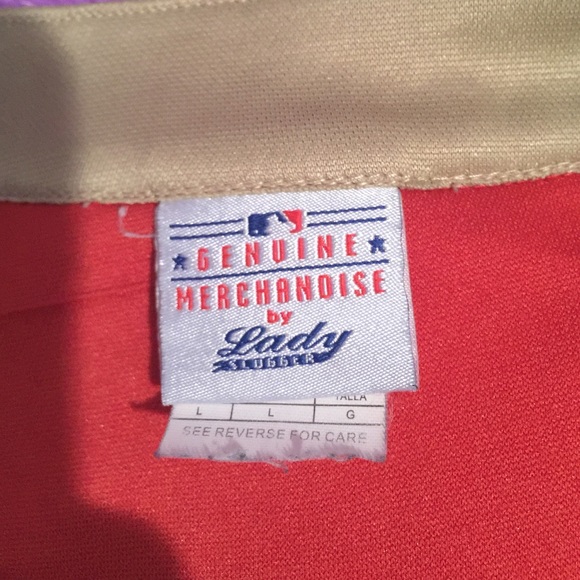 GENUINE
MERCHANDISE
by
Lady
SLUGGER
TALLA
L L G
SEE REVERSE FOR CARE